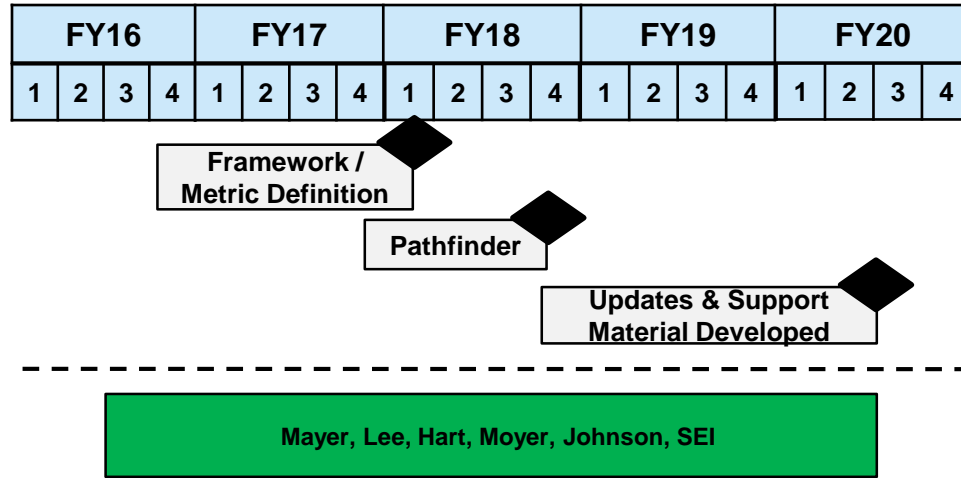 FY16 FY17 FY18 FY19 FY20
1 2 3 4 1 2 3 4 1 2 3 4 1 2 3 4 1 2 3 4
Framework /
Metric Definition
Pathfinder
Updates & Support
Material Developed
Mayer, Lee, Hart, Moyer, Johnson, SEI